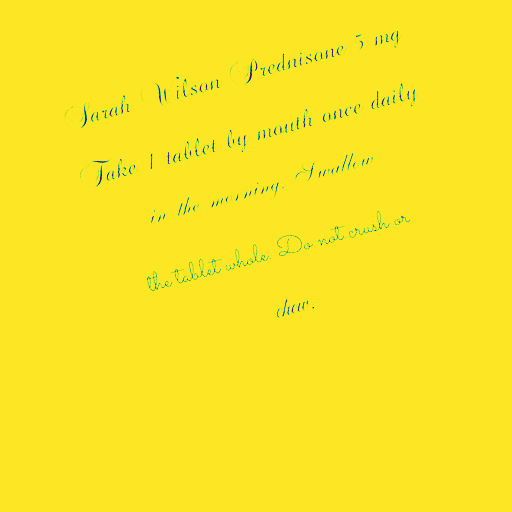 Sarah Wilson Prednisone 5 mg
Take 1 tablet by mouth once daily
in the morning. Swallow
the tablet whole. Do not crush or
chew.